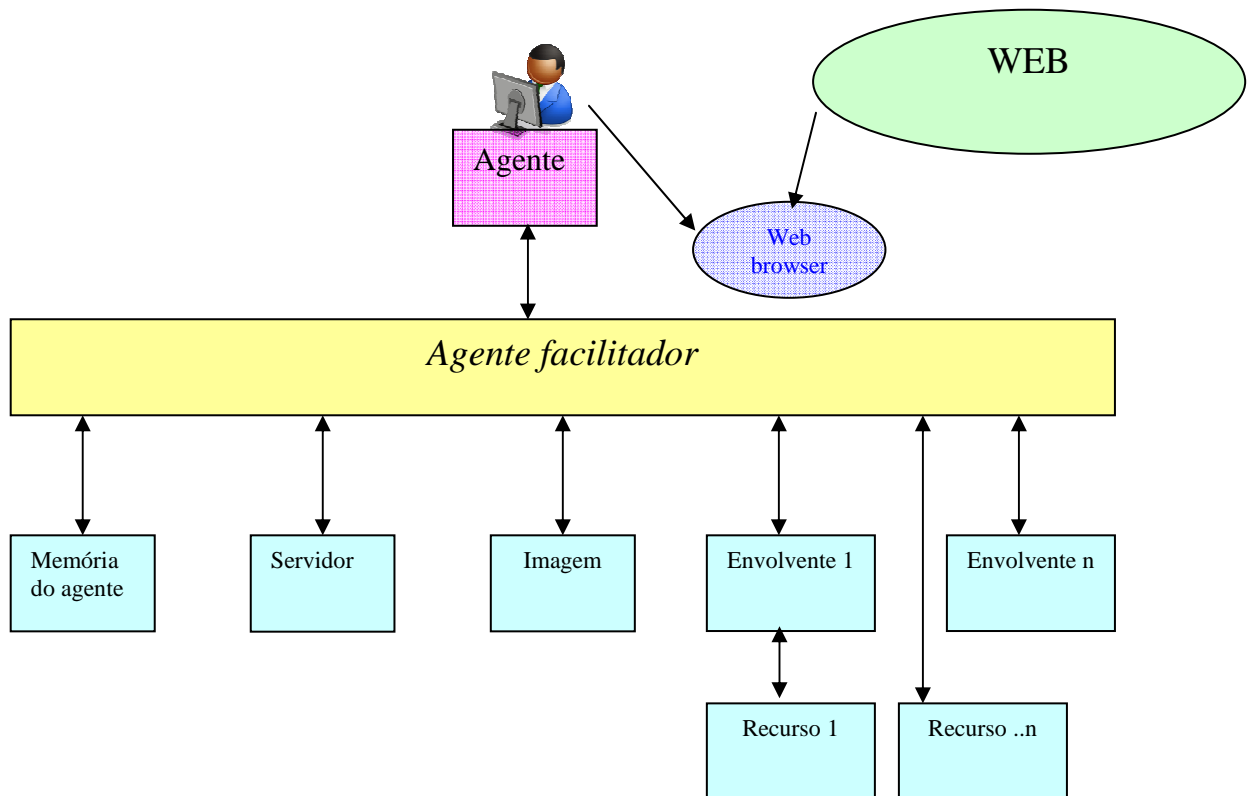 WEB
Agente
Web
browser
Agente facilitador
Memória
do agente
Servidor
Imagem
Envolvente 1
Envolvente n
Recurso 1
Recurso ..n